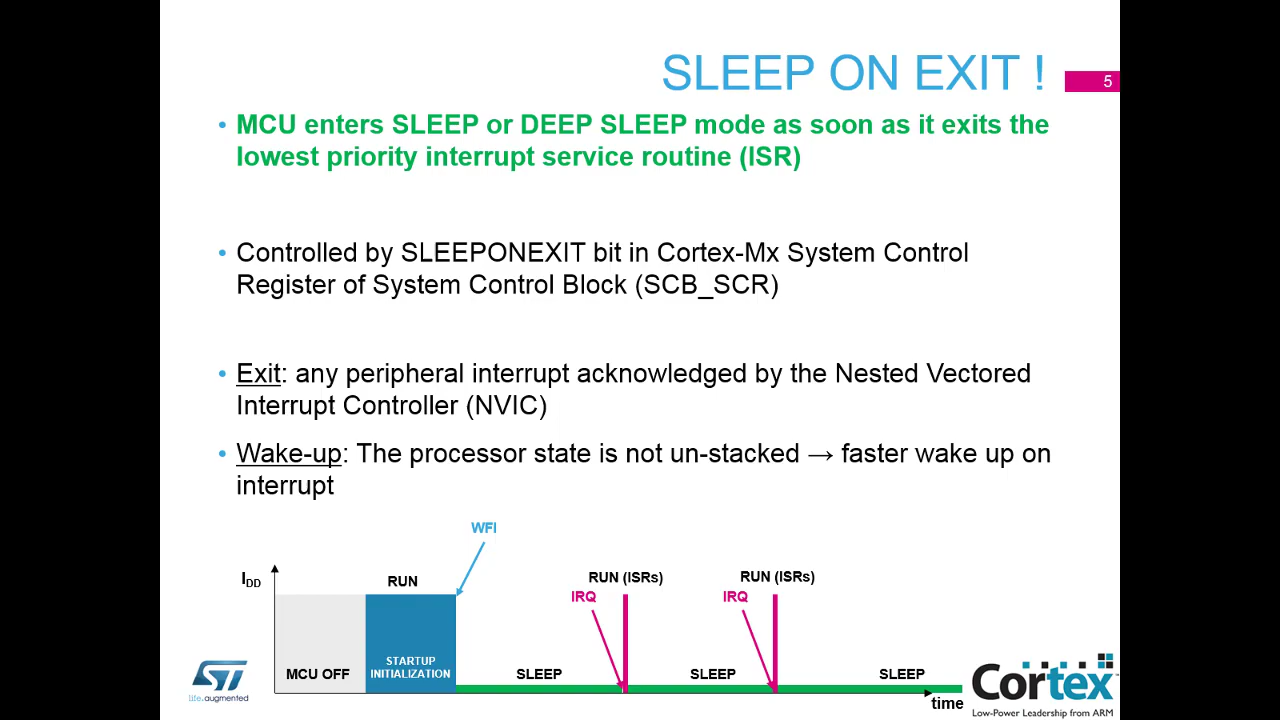 SLEEP ON EXIT !
5
• MCU enters SLEEP or DEEP SLEEP mode as soon as it exits the
lowest priority interrupt service routine (ISR)
• Controlled by SLEEPONEXIT bit in Cortex-Mx System Control
Register of System Control Block (SCB_SCR)
• Exit: any peripheral interrupt acknowledged by the Nested Vectored
Interrupt Controller (NVIC)
• Wake-up: The processor state is not un-stacked → faster wake up on
interrupt
WFI
IDD
RUN
RUN (ISRs)
RUN (ISRs)
IRQ
IRQ
MCU OFF
STARTUP
INITIALIZATION
SLEEP
SLEEP
SLEEP
time
ST
life.augmented
Cortex
Low-Power Leadership from ARM